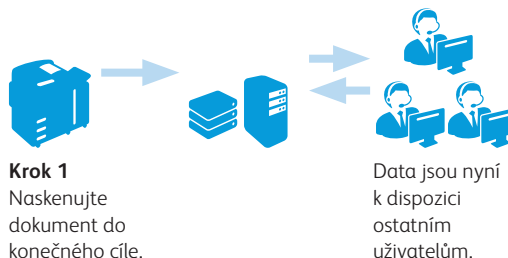 Krok 1
Naskenujte
dokument do
konečného cíle.
Data jsou nyní
k dispozici
ostatním
uživatelům.